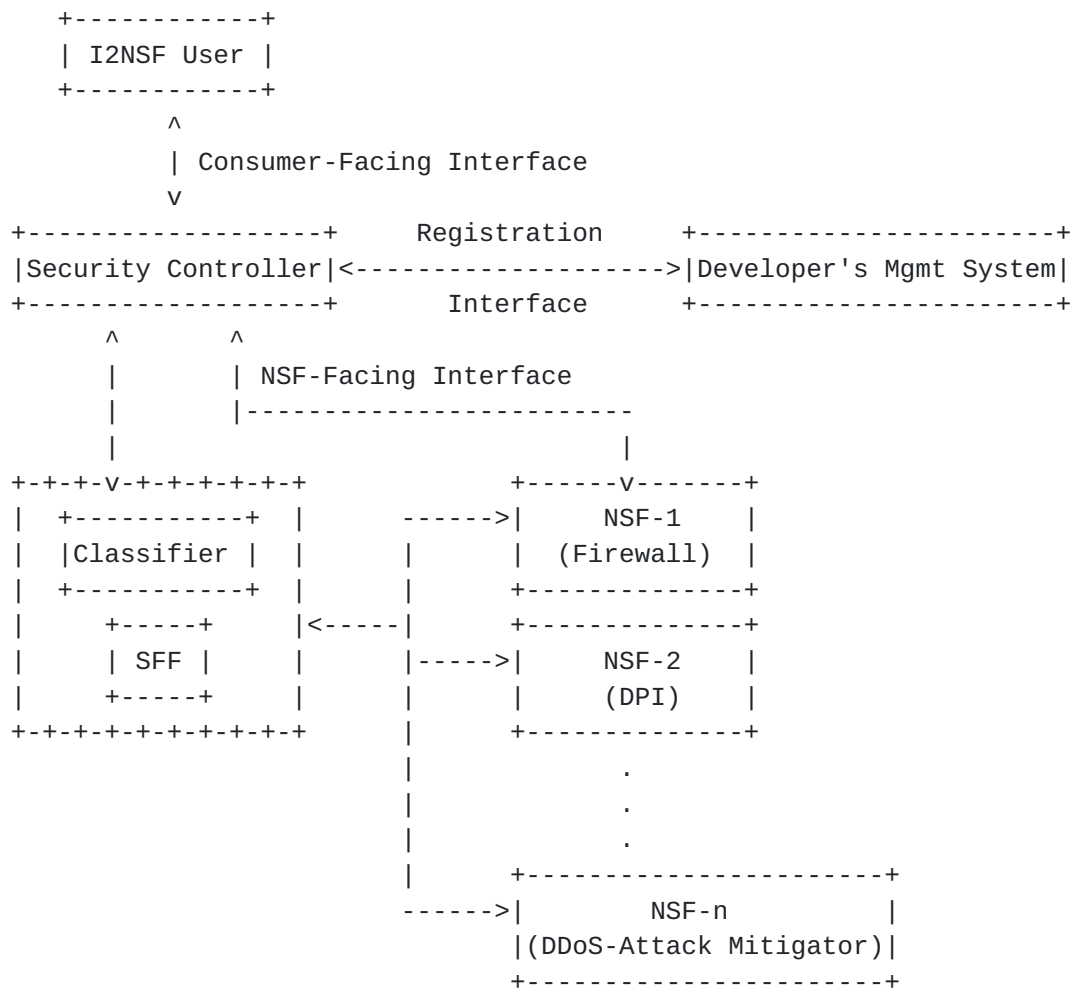 I2NSF User
Consumer-Facing Interface
Registration
Security Controller Developer's Mgmt System
Interface
NSF-Facing Interface
NSF-1
Classifier (Firewall)
SFF NSF-2
(DPI)
NSF-n
(DDoS-Attack Mitigator)